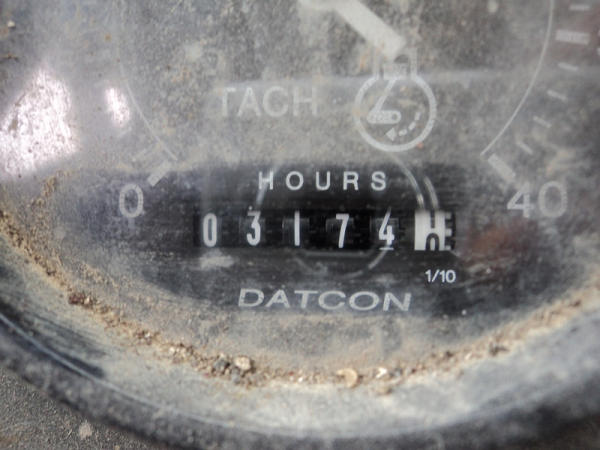 TACH
HOURS
0 40
03174
1/10
DATCON